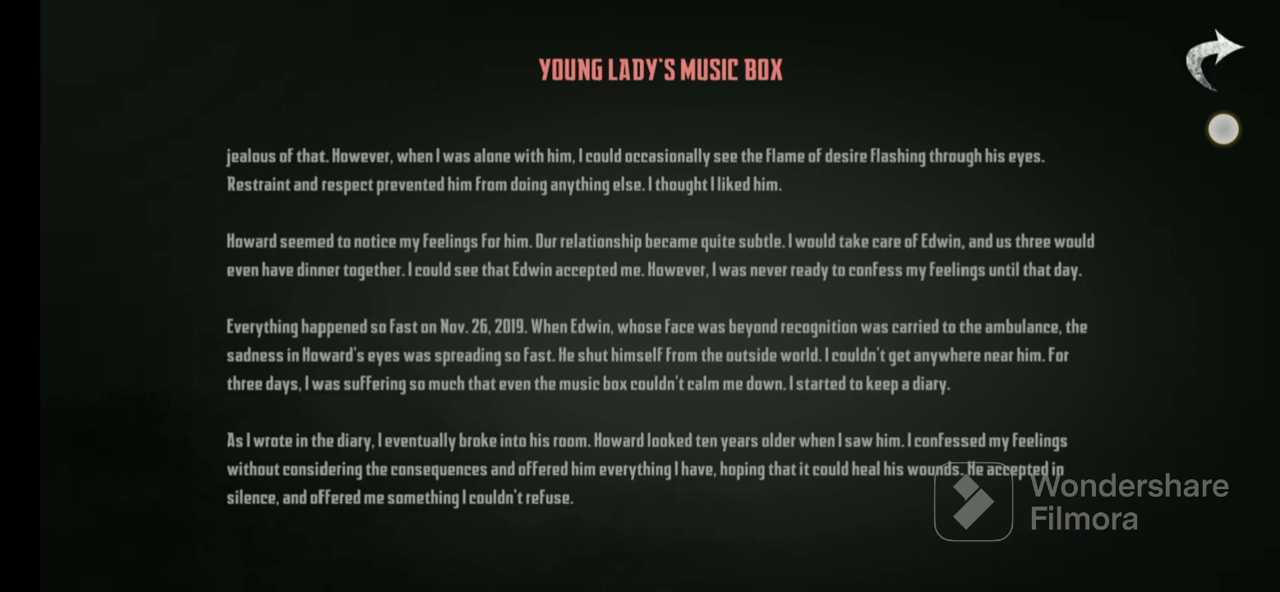 YOUNG LADY'S MUSIC BOX
jealous of that. However, when I was alone with him, I could occasionally see the flame of desire flashing through his eyes.
Restraint and respect prevented him from doing anything else. I thought I liked him.
Howard seemed to notice my feelings for him. Our relationship became quite subtle. I would take care of Edwin, and us three would
even have dinner together. I could see that Edwin accepted me. However, I was never ready to confess my feelings until that day.
Everything happened so fast on Nov. 26, 2019. When Edwin, whose face was beyond recognition was carried to the ambulance, the
sadness in Howard's eyes was spreading so fast. He shut himself from the outside world. I couldn't get anywhere near him. For
three days, I was suffering so much that even the music box couldn't calm me down. I started to keep a diary.
As I wrote in the diary, I eventually broke into his room. Howard looked ten years older when I saw him. I confessed my feelings
without considering the consequences and offered him everything I have, hoping that it could heal his wounds. He accepted in
silence, and offered me something I couldn't refuse.
Wondershare
Filmora